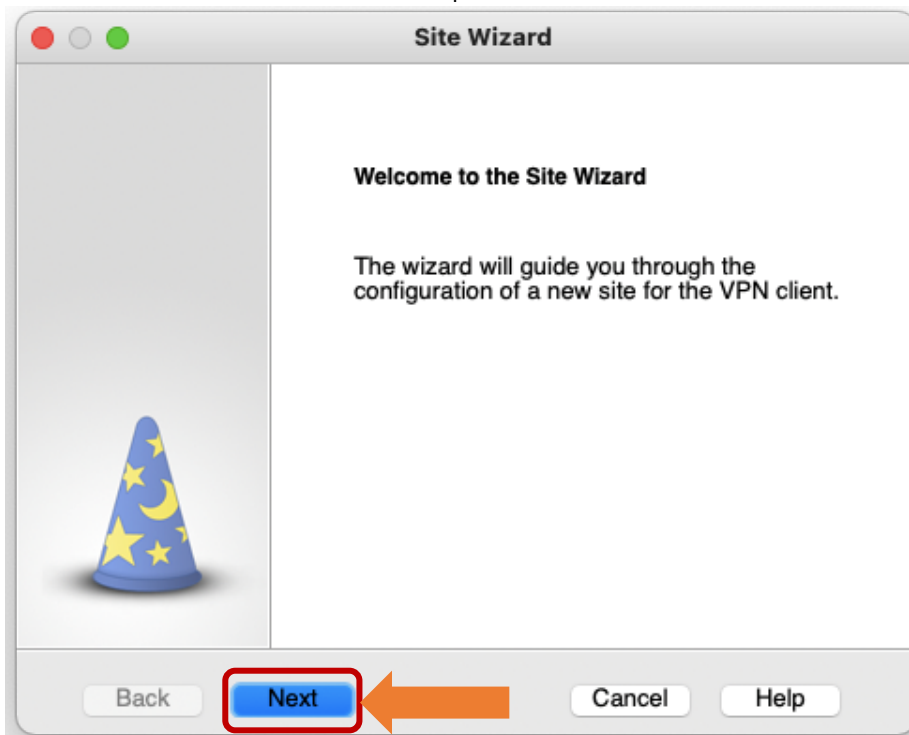 Site Wizard
Welcome to the Site Wizard
The wizard will guide you through the
configuration of a new site for the VPN client.
Back
Next
Cancel
Help